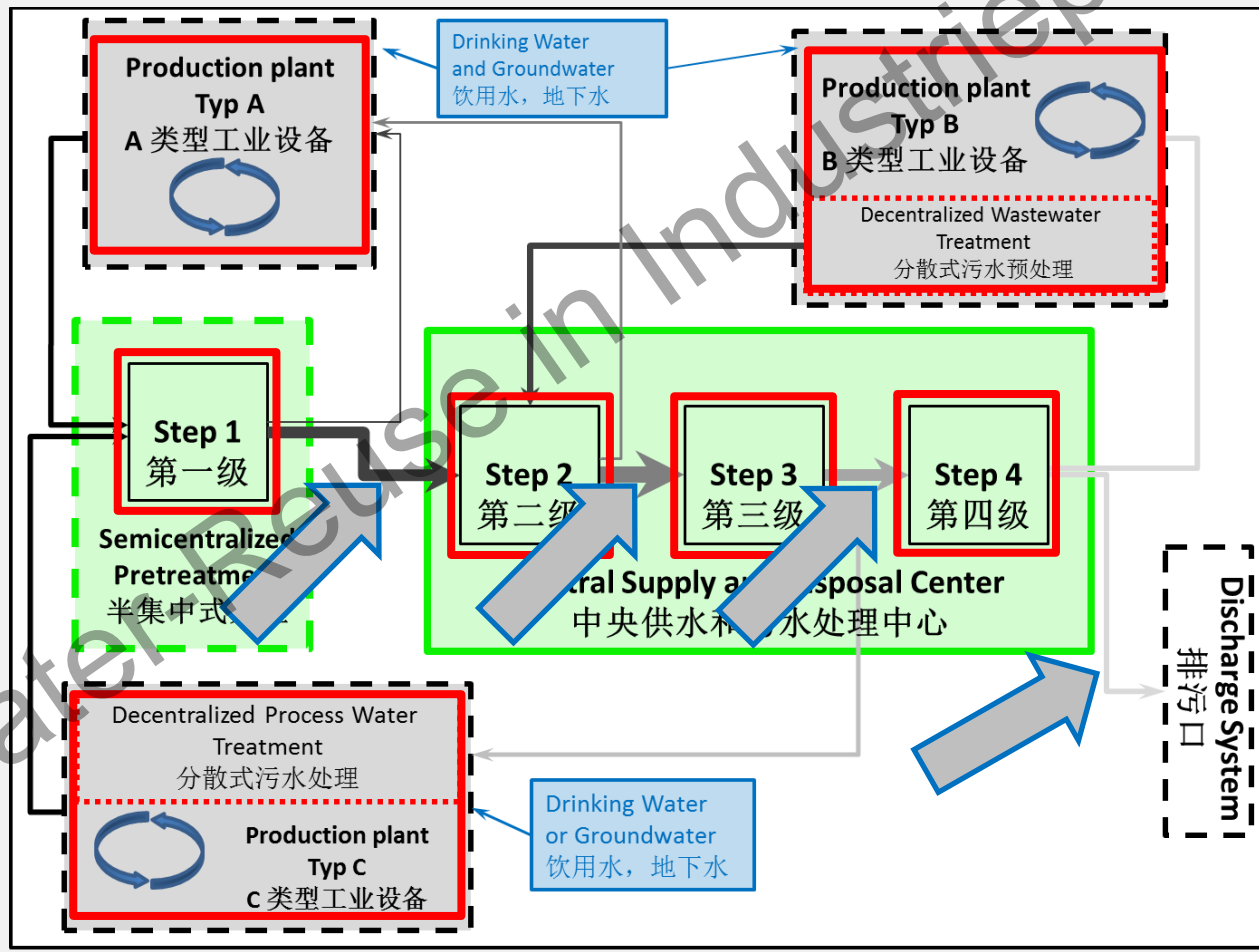 Production plant
Typ A
A 类型工业设备
Drinking Water
and Groundwater
饮用水，地下水
Production plant
Typ B
B 类型工业设备
Decentralized Wastewater
Treatment
分散式污水预处理
Step 1
第一级
Semicentralized
Pretreatme
半集中式
Step 2
第二级
Step 3
第三级
Step 4
第四级
tral Supply a sposal Center
中央供水和 水处理中心
Discharge System
排污口
Decentralized Process Water
Treatment
分散式污水处理
Production plant
Typ C
C 类型工业设备
Drinking Water
or Groundwater
饮用水，地下水
ater-Reuse in Industriep